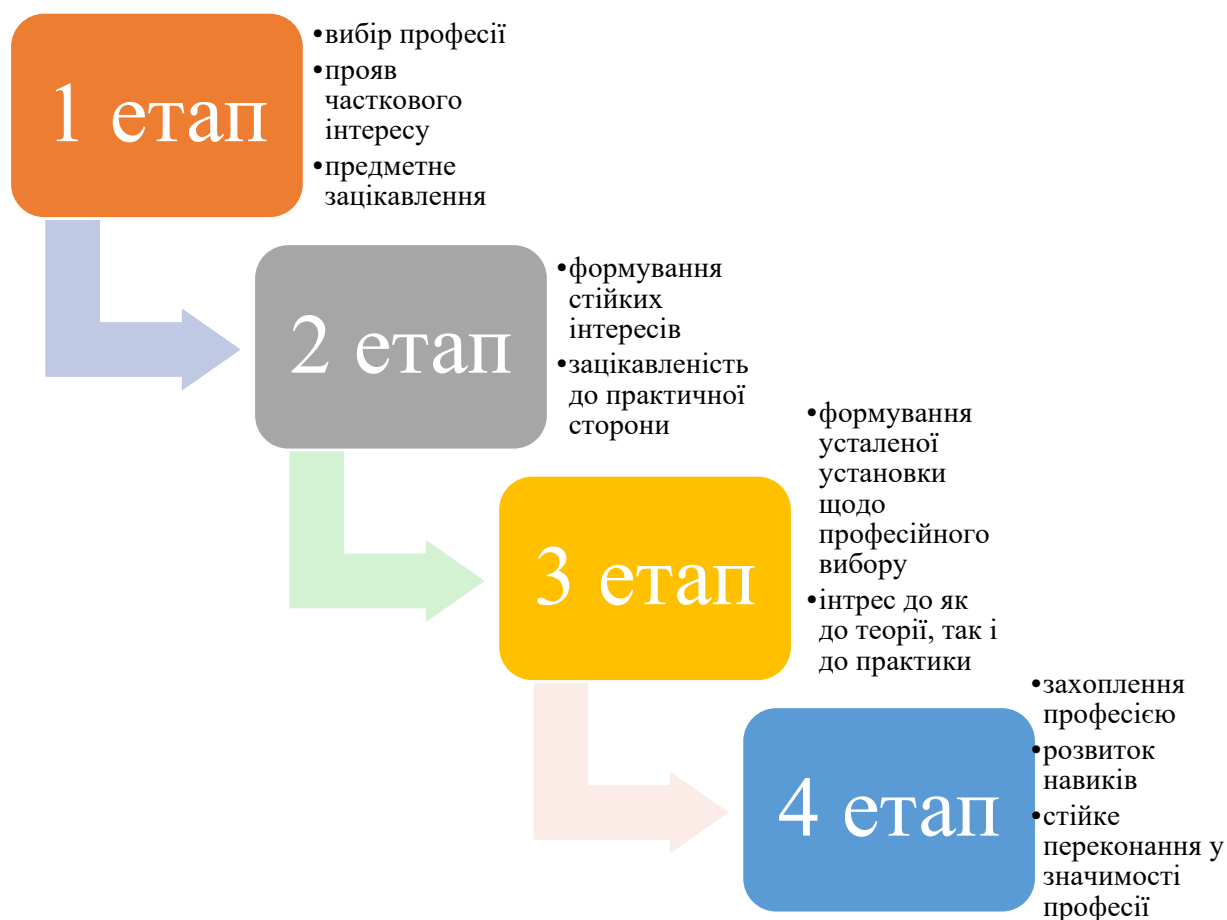 1 етап
•вибір професії
•прояв
часткового
інтересу
•предметне
зацікавлення
2 етап
•формування
стійких
інтересів
•зацікавленість
до практичної
сторони
3 етап
•формування
усталеної
установки
щодо
професійного
вибору
•інтрес до як
до теорії, так і
до практики
4 етап
•захоплення
професією
•розвиток
навиків
•стійке
переконання у
значимості
професії